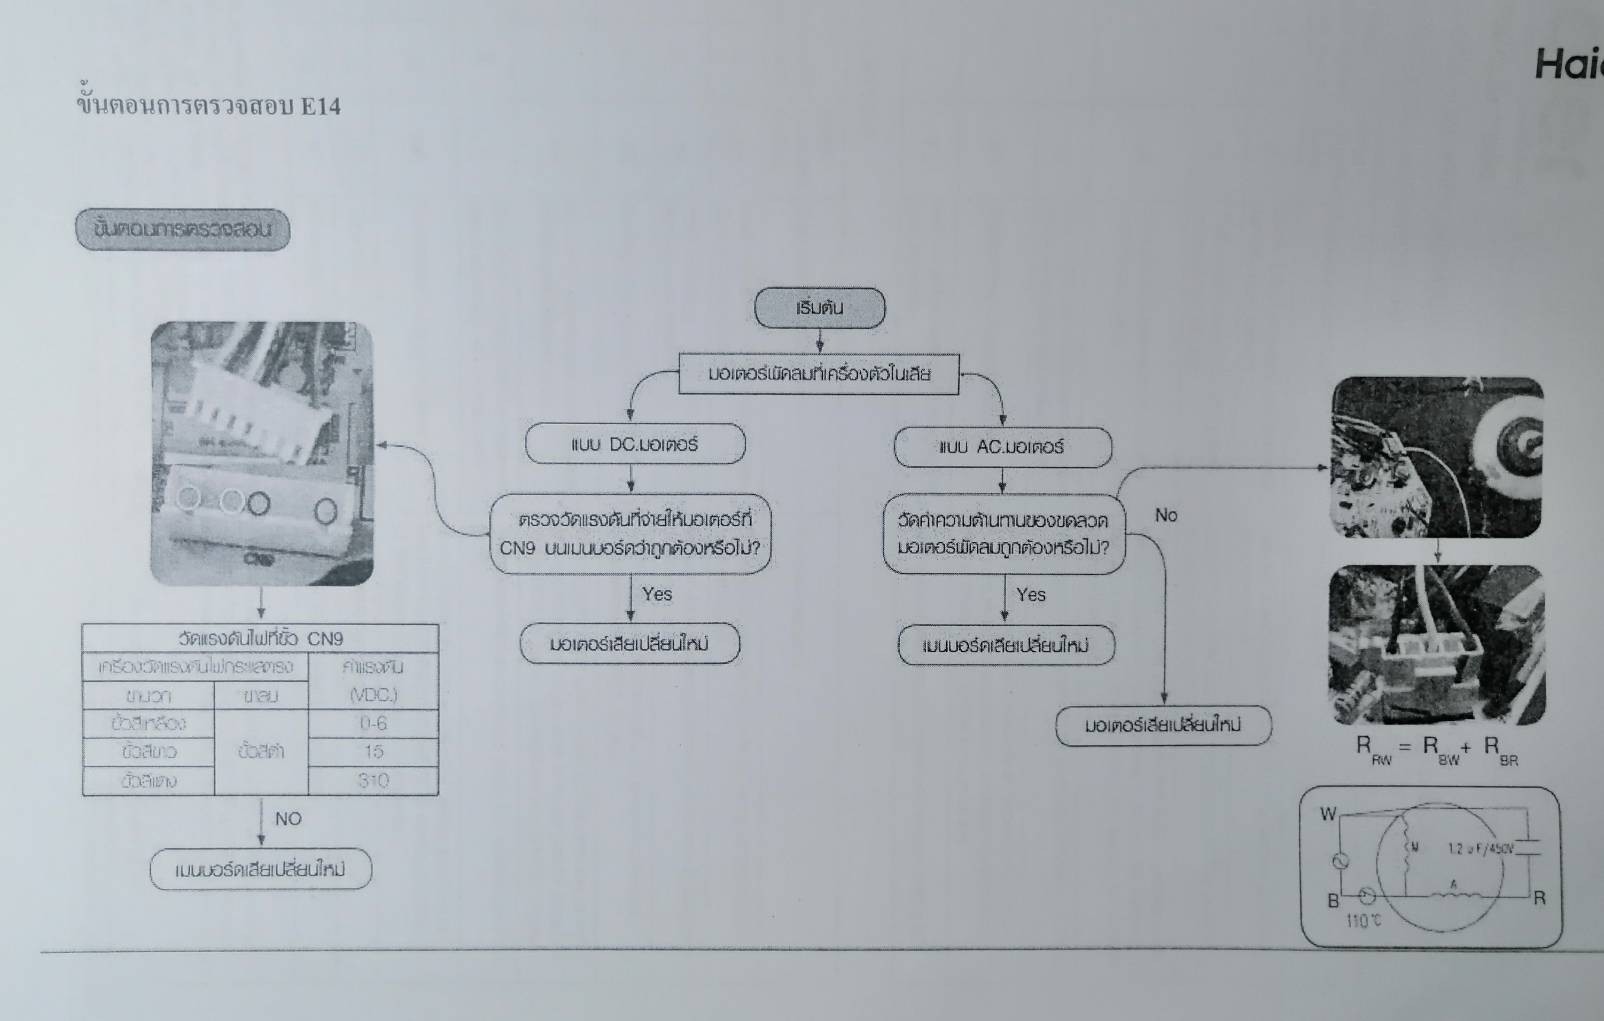 Hai
ขั้นตอนการตรวจสอบ E14
ขั้นตอนการตรวจสอบ
เริ่มต้น
มอเตอร์พัดลมที่เครื่องตัวในเสีย
แบบ DC.มอเตอร์
แบบ AC.มอเตอร์
ตรวจวัดแรงดันที่จ่ายให้มอเตอร์ที่
CN9 บนเมนบอร์ดว่าถูกต้องหรือไม่?
วัดค่าความต้านทานของขดลวด
มอเตอร์พัดลมถูกต้องหรือไม่?
No
CN9
Yes
Yes
มอเตอร์เสียเปลี่ยนใหม่
เมนบอร์ดเสียเปลี่ยนใหม่
มอเตอร์เสียเปลี่ยนใหม่
วัดแรงดันไฟที่ขั้ว CN9
เครื่องวัดแรงดันไฟกระแสตรง
ค่าแรงดัน
ขาบวก ขาลบ (VDC.)
ขั้วสีเหลือง 0-6
ขั้วสีขาว ขั้วสีดำ 15
ขั้วสีแดง 310
NO
เมนบอร์ดเสียเปลี่ยนใหม่
R RW = R BW + R BR
W
M 1.2 uF/450V
A
B R
110℃